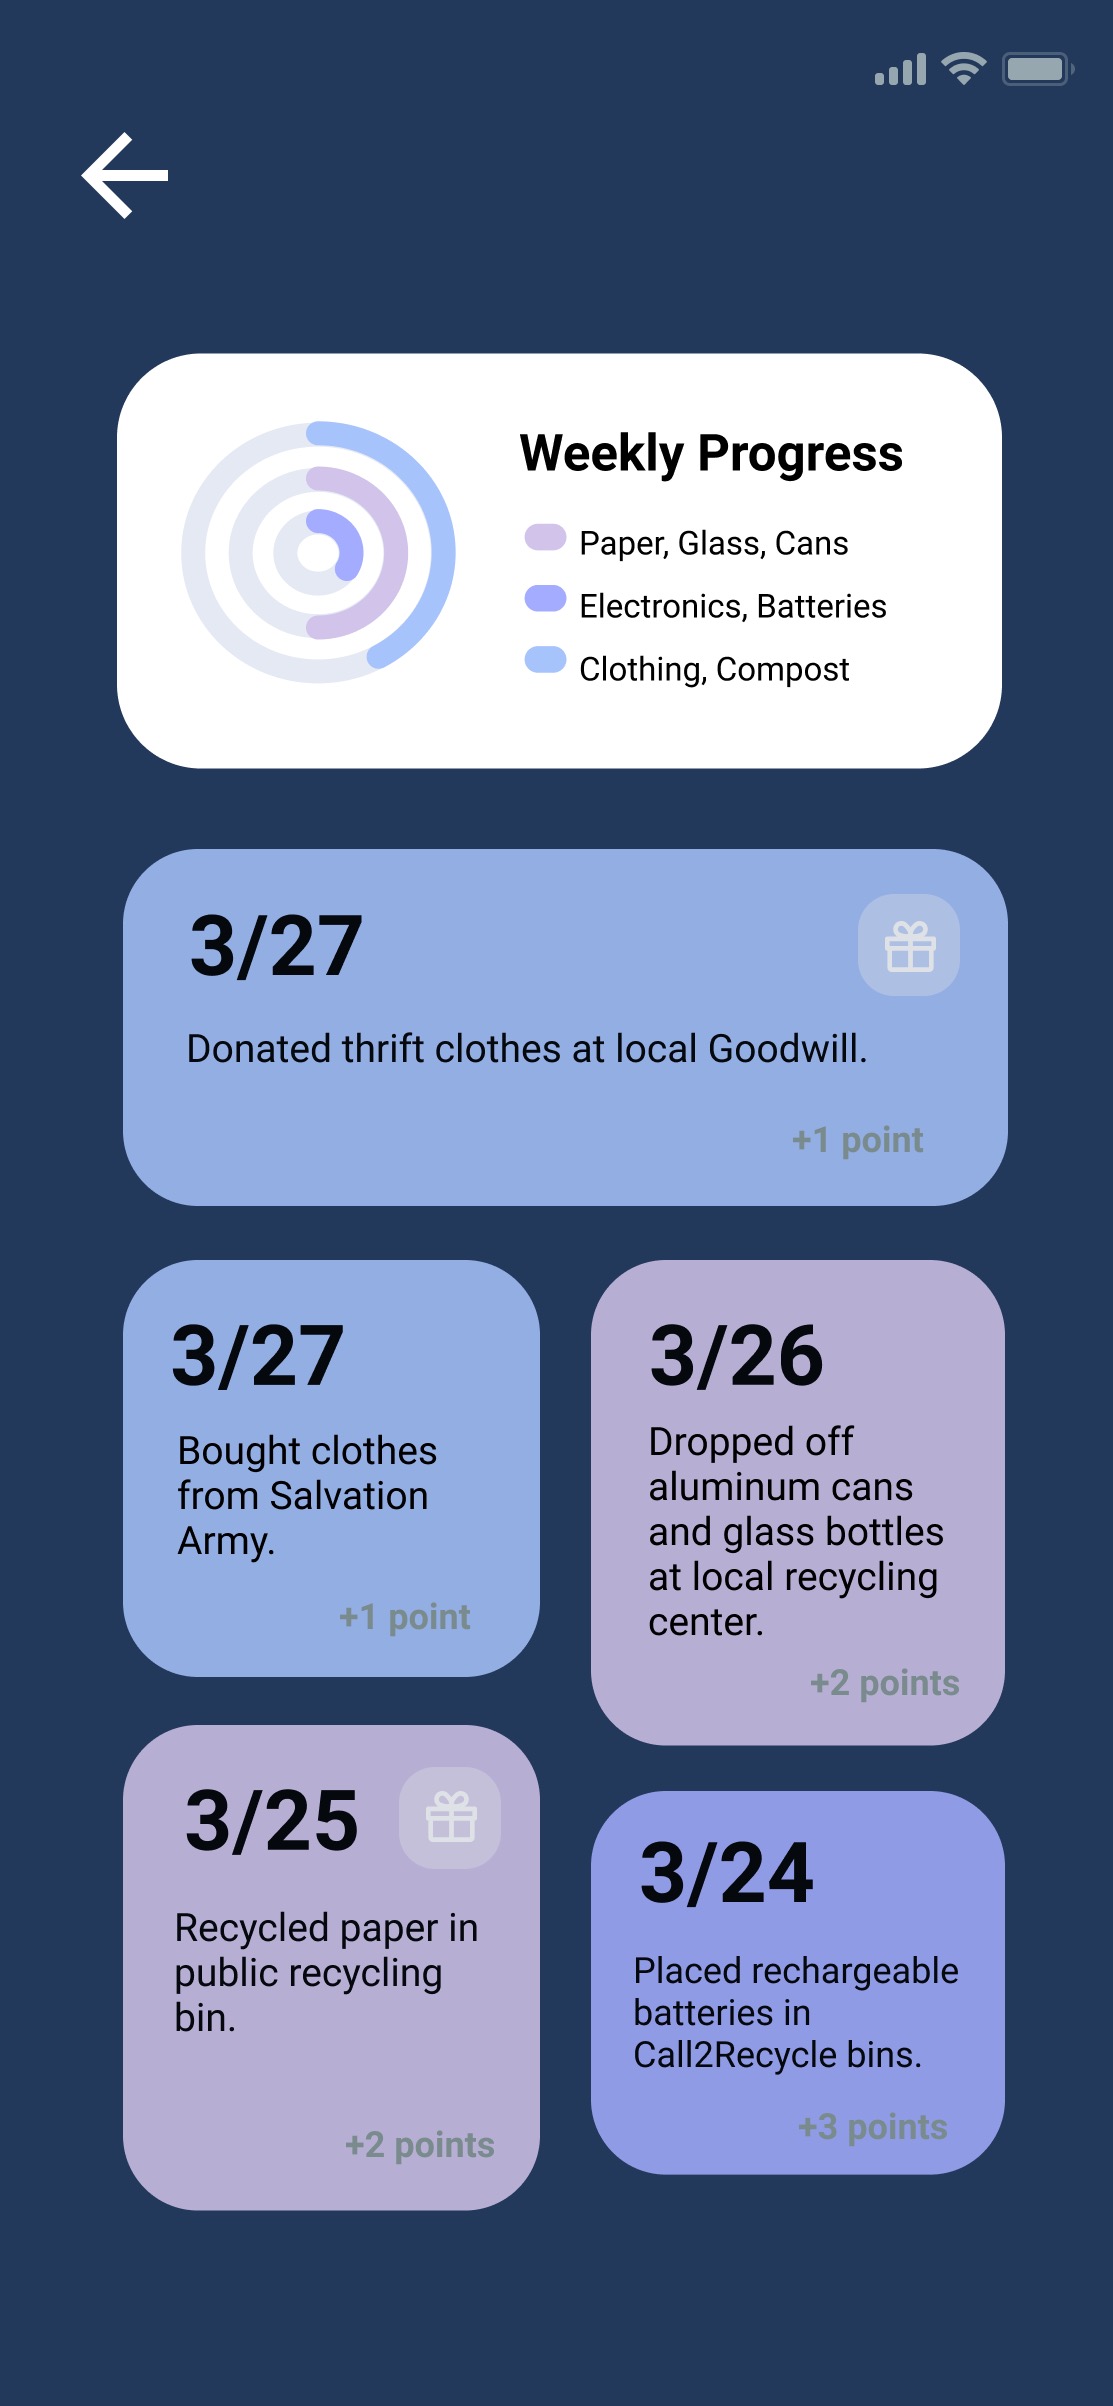 Weekly Progress
Paper, Glass, Cans
Electronics, Batteries
Clothing, Compost
3/27
Donated thrift clothes at local Goodwill.
+1 point
3/27
Bought clothes
from Salvation
Army.
+1 point
3/26
Dropped off
aluminum cans
and glass bottles
at local recycling
center.
+2 points
3/25
Recycled paper in
public recycling
bin.
+2 points
3/24
Placed rechargeable
batteries in
Call2Recycle bins.
+3 points